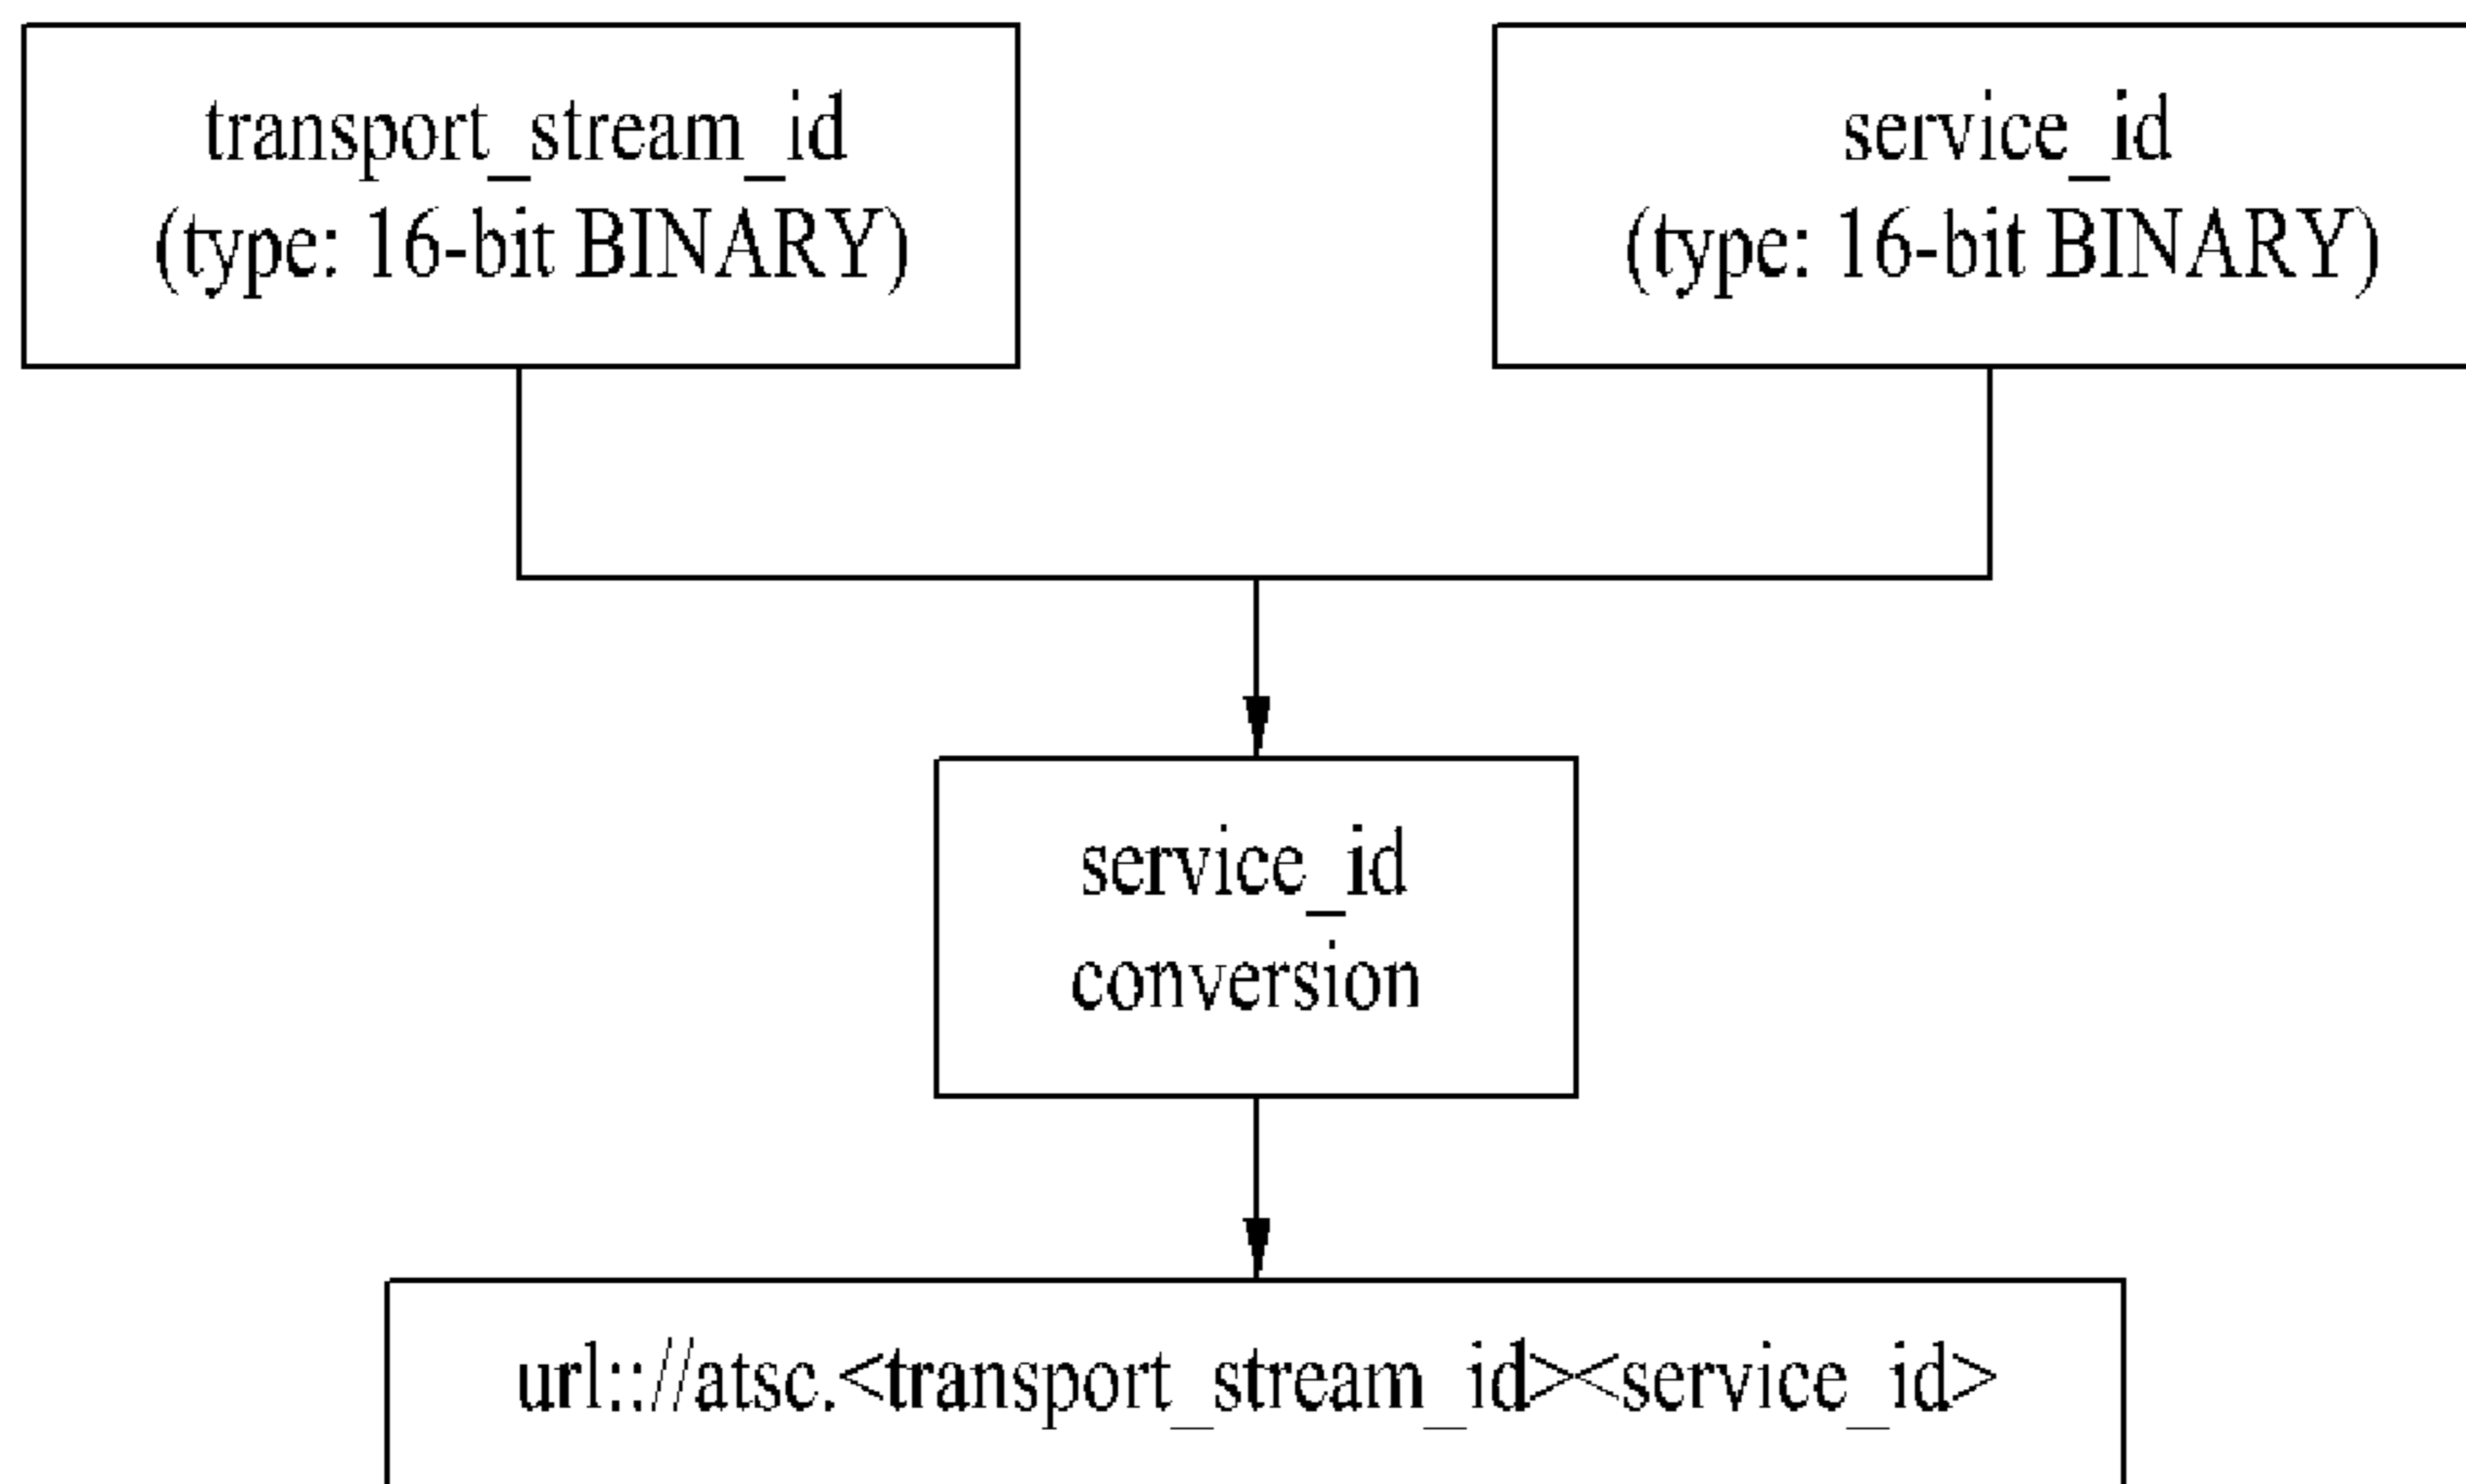 transport_stream_id
(type: 16-bit BINARY)
service_id
(type: 16-bit BINARY)
service_id
conversion
url:://atsc.<transport_stream_id><service_id>